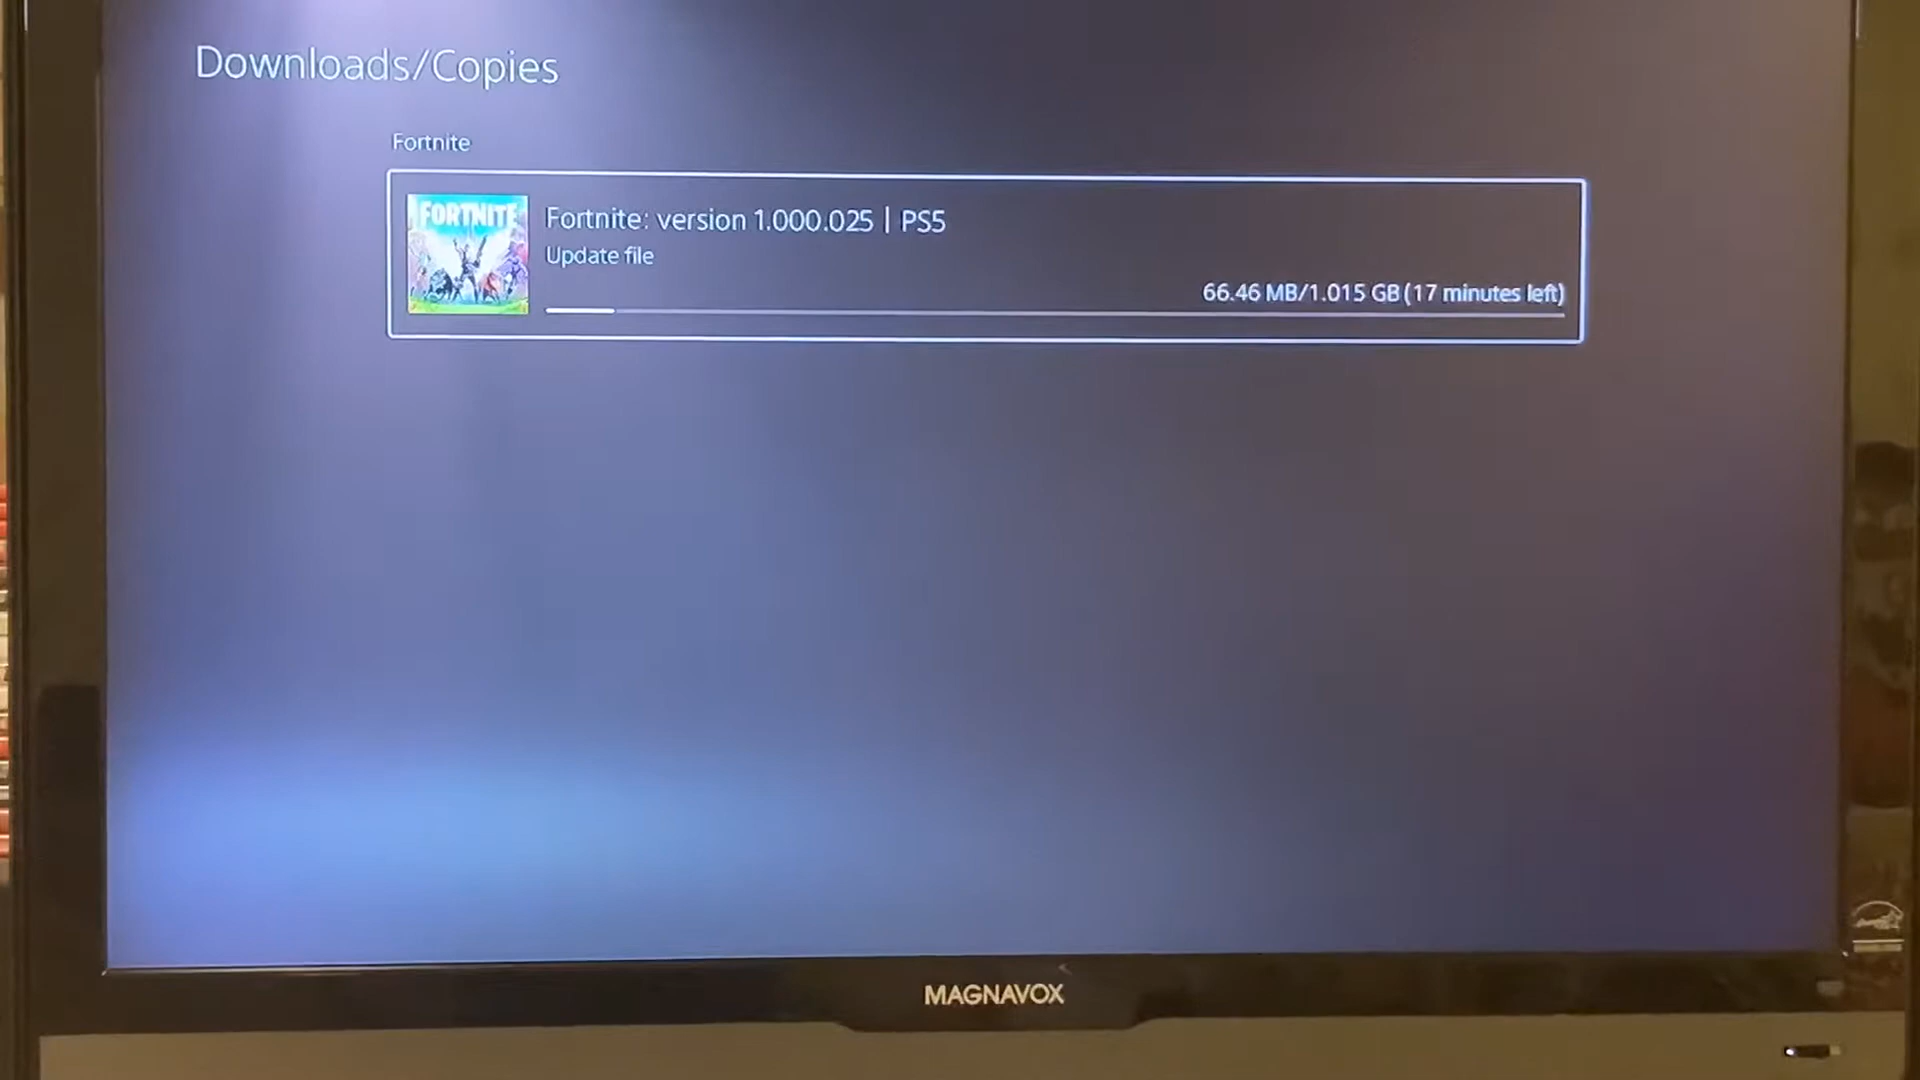 Downloads/Copies
Fortnite
FORTNITE
Fortnite: version 1.000.025 | PS5
Update file
66.46 MB/1.015 GB (17 minutes left)
MAGNAVOX